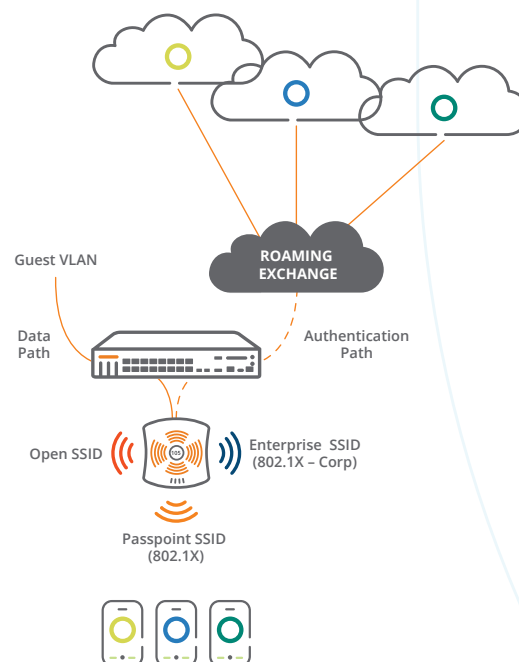 ROAMING
EXCHANGE
Guest VLAN
Data
Path
Authentication
Path
Open SSID
105
Enterprise  SSID
(802.1X – Corp)
Passpoint SSID
(802.1X)